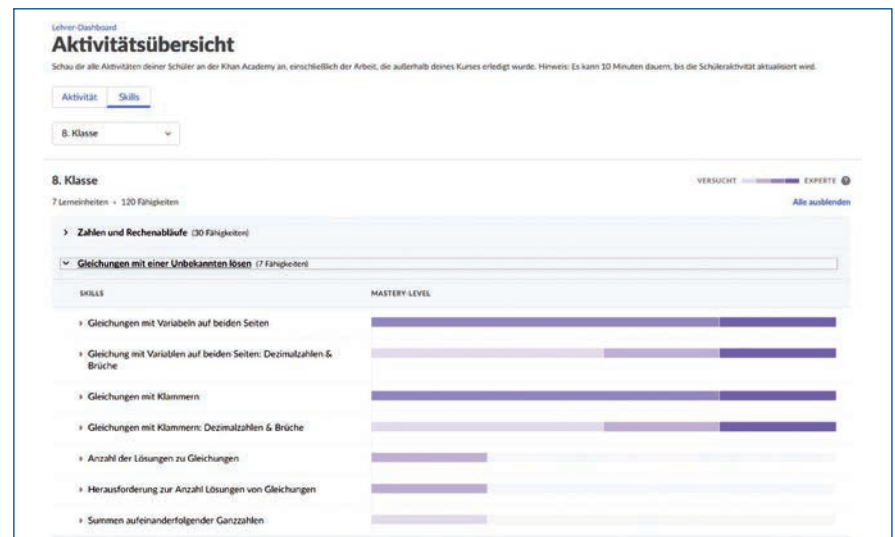 Lehrer-Dashboard
Aktivitätsübersicht
Schau dir alle Aktivitäten deiner Schüler an der Khan Academy an, einschließlich der Arbeit, die außerhalb deines Kurses erledigt wurde. Hinweis: Es kann 10 Minuten dauern, bis die Schüleraktivität aktualisiert wird.
Aktivität Skills
8. Klasse
8. Klasse VERSUCHT EXPERTE ?
7 Lerneinheiten • 120 Fähigkeiten Alle ausblenden
Zahlen und Rechenabläufe (30 Fähigkeiten)
Gleichungen mit einer Unbekannten lösen (7 Fähigkeiten)
SKILLS MASTERY-LEVEL
Gleichungen mit Variabeln auf beiden Seiten
Gleichung mit Variablen auf beiden Seiten: Dezimalzahlen &
Brüche
Gleichungen mit Klammern
Gleichungen mit Klammern: Dezimalzahlen & Brüche
Anzahl der Lösungen zu Gleichungen
Herausforderung zur Anzahl Lösungen von Gleichungen
Summen aufeinanderfolgender Ganzzahlen